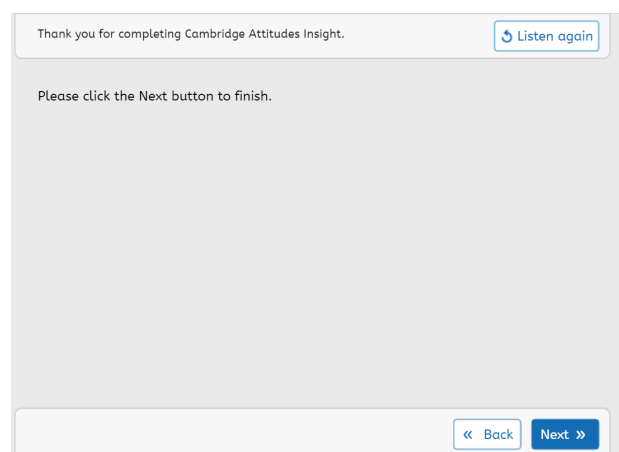 Thank you for completing Cambridge Attitudes Insight.
Listen again
Please click the Next button to finish.
« Back
Next »